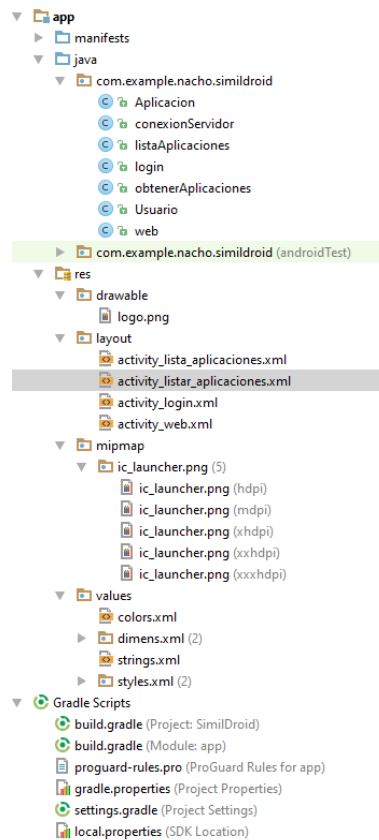 app
manifests
java
com.example.nacho.simildroid
Aplicacion
conexionServidor
listaAplicaciones
login
obtenerAplicaciones
Usuario
web
com.example.nacho.simildroid (androidTest)
res
drawable
logo.png
layout
activity_lista_aplicaciones.xml
activity_listar_aplicaciones.xml
activity_login.xml
activity_web.xml
mipmap
ic_launcher.png (5)
ic_launcher.png (hdpi)
ic_launcher.png (mdpi)
ic_launcher.png (xhdpi)
ic_launcher.png (xxhdpi)
ic_launcher.png (xxxhdpi)
values
colors.xml
dimens.xml (2)
strings.xml
styles.xml (2)
Gradle Scripts
build.gradle (Project: SimilDroid)
build.gradle (Module: app)
proguard-rules.pro (ProGuard Rules for app)
gradle.properties (Project Properties)
settings.gradle (Project Settings)
local.properties (SDK Location)